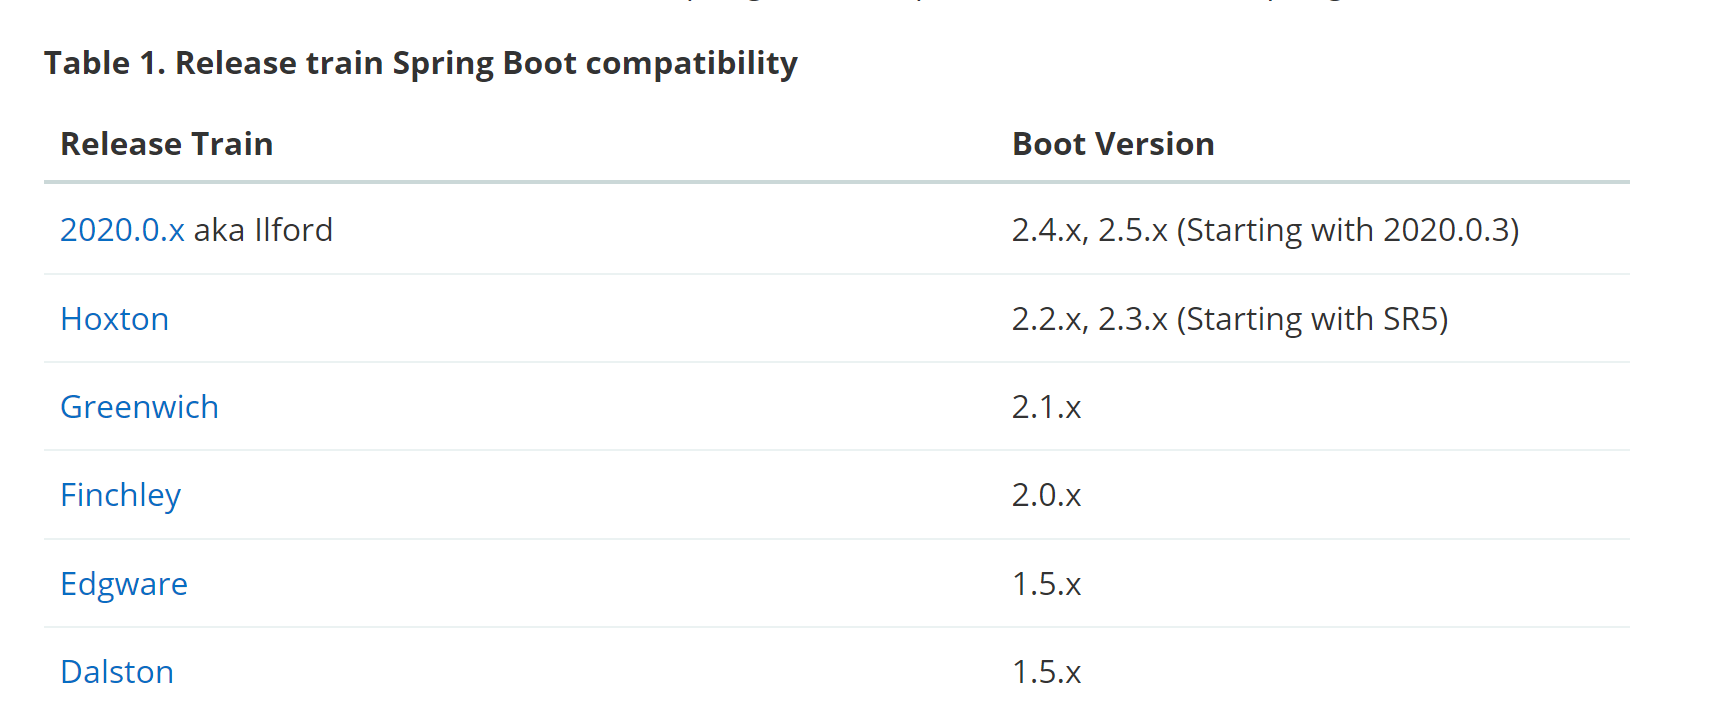 Table 1. Release train Spring Boot compatibility
Release Train Boot Version
2020.0.x aka Ilford 2.4.x, 2.5.x (Starting with 2020.0.3)
Hoxton 2.2.x, 2.3.x (Starting with SR5)
Greenwich 2.1.x
Finchley 2.0.x
Edgware 1.5.x
Dalston 1.5.x